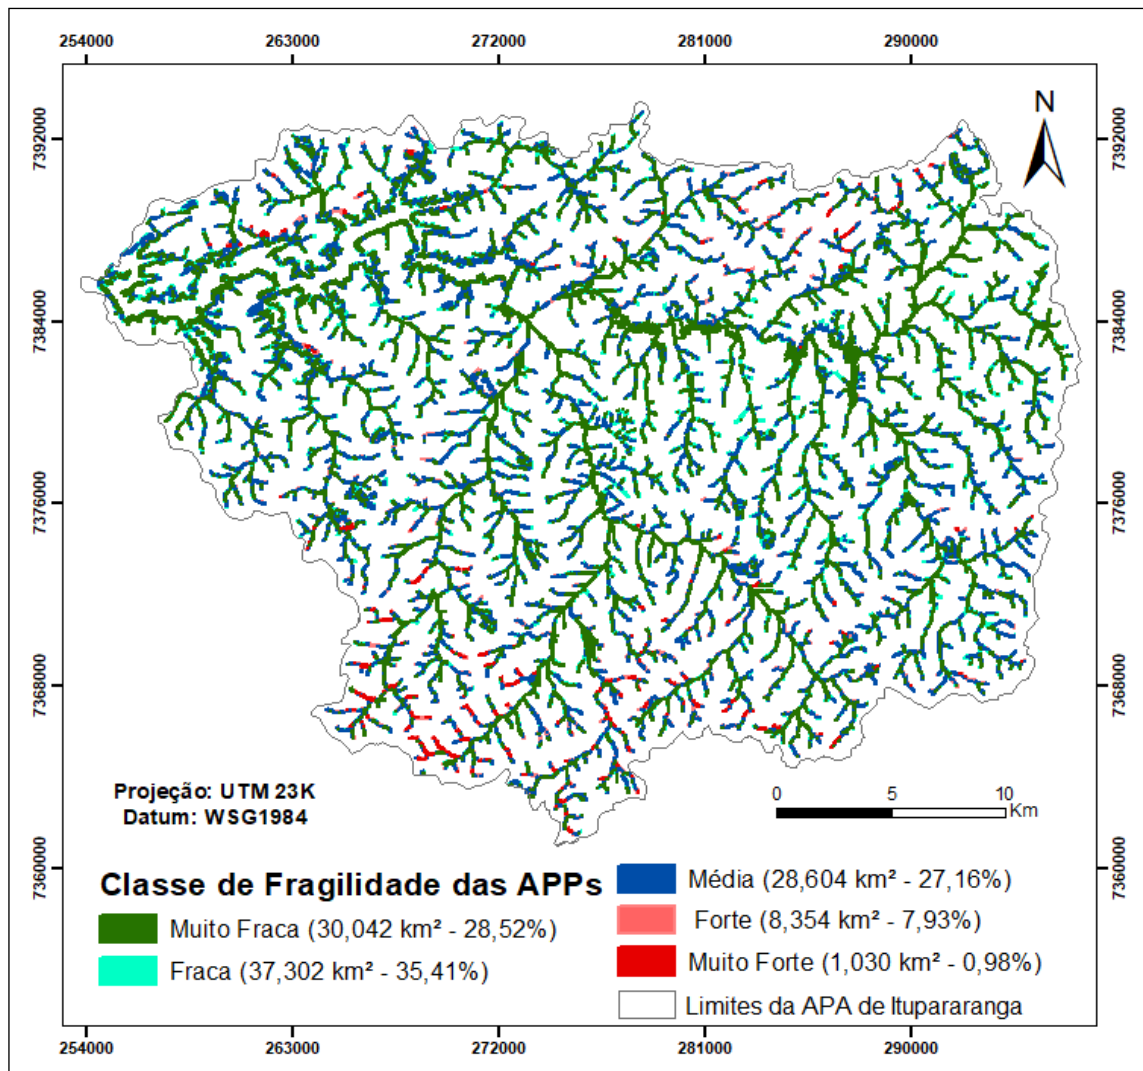 254000 263000 272000 281000 290000
7392000 7392000
N
7384000 7384000
7376000 7376000
7368000 7368000
Projeção: UTM 23K
Datum: WSG1984
0 5 10
Km
7360000 7360000
Classe de Fragilidade das APPs
Muito Fraca (30,042 km² - 28,52%)
Fraca (37,302 km² - 35,41%)
Média (28,604 km² - 27,16%)
Forte (8,354 km² - 7,93%)
Muito Forte (1,030 km² - 0,98%)
Limites da APA de Itupararanga
254000 263000 272000 281000 290000